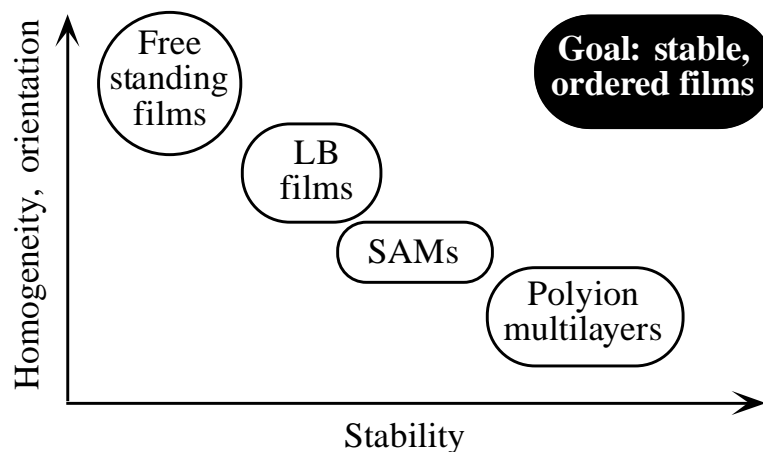 Homogeneity, orientation
Free
standing
films
Goal: stable,
ordered films
LB
films
SAMs
Polyion
multilayers
Stability